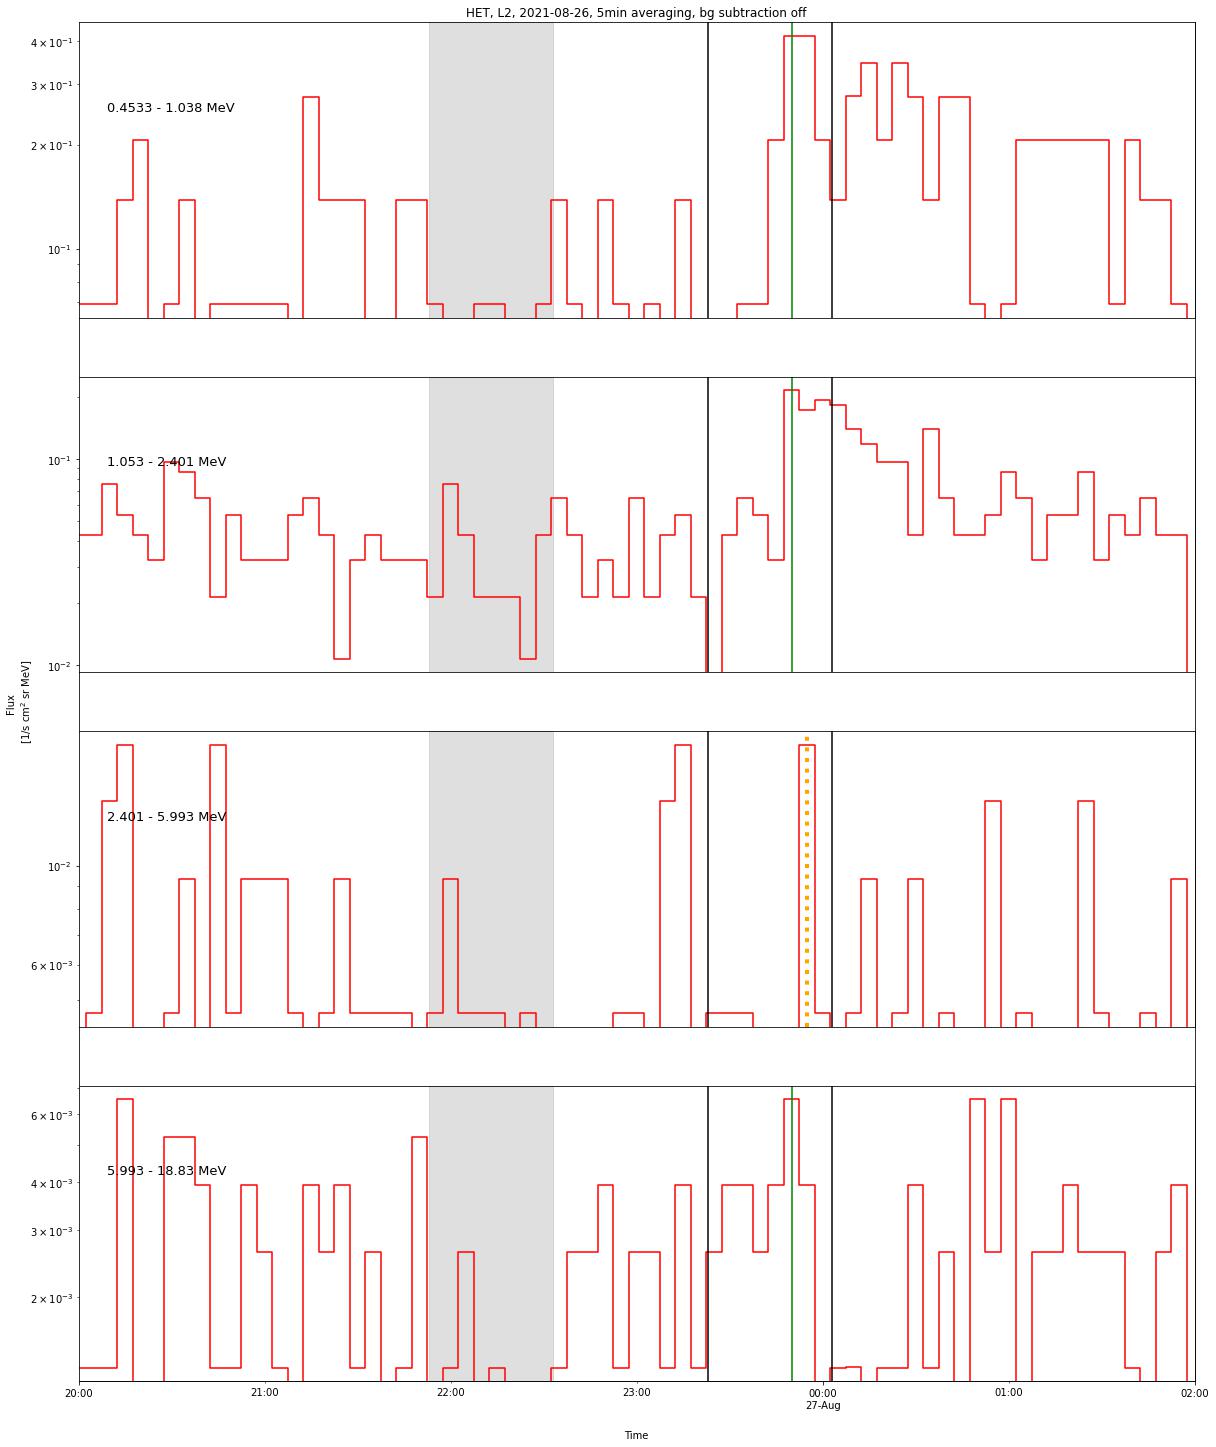 HET, L2, 2021-08-26, 5min averaging, bg subtraction off
4 × 10⁻¹
3 × 10⁻¹
0.4533 - 1.038 MeV
2 × 10⁻¹
10⁻¹
10⁻¹
1.053 - 2.401 MeV
10⁻²
Flux
[1/s cm² sr MeV]
2.401 - 5.993 MeV
10⁻²
6 × 10⁻³
6 × 10⁻³
5.993 - 18.83 MeV
4 × 10⁻³
3 × 10⁻³
2 × 10⁻³
20:00 21:00 22:00 23:00 00:00 01:00 02:00
27-Aug
Time